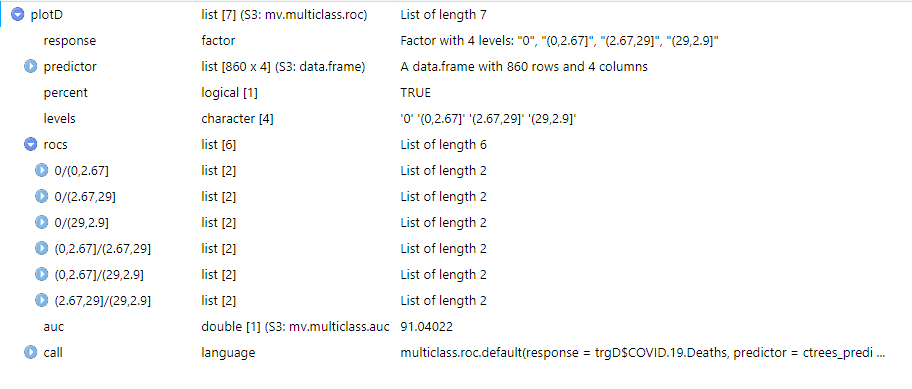 plotD list [7] (S3: mv.multiclass.roc) List of length 7
response factor Factor with 4 levels: "0", "(0,2.67]", "(2.67,29]", "(29,2.9]"
predictor list [860 x 4] (S3: data.frame) A data.frame with 860 rows and 4 columns
percent logical [1] TRUE
levels character [4] '0' '(0,2.67]' '(2.67,29]' '(29,2.9]'
rocs list [6] List of length 6
0/(0,2.67] list [2] List of length 2
0/(2.67,29] list [2] List of length 2
0/(29,2.9] list [2] List of length 2
(0,2.67]/(2.67,29] list [2] List of length 2
(0,2.67]/(29,2.9] list [2] List of length 2
(2.67,29]/(29,2.9] list [2] List of length 2
auc double [1] (S3: mv.multiclass.auc 91.04022
call language multiclass.roc.default(response = trgD$COVID.19.Deaths, predictor = ctrees_predi ...